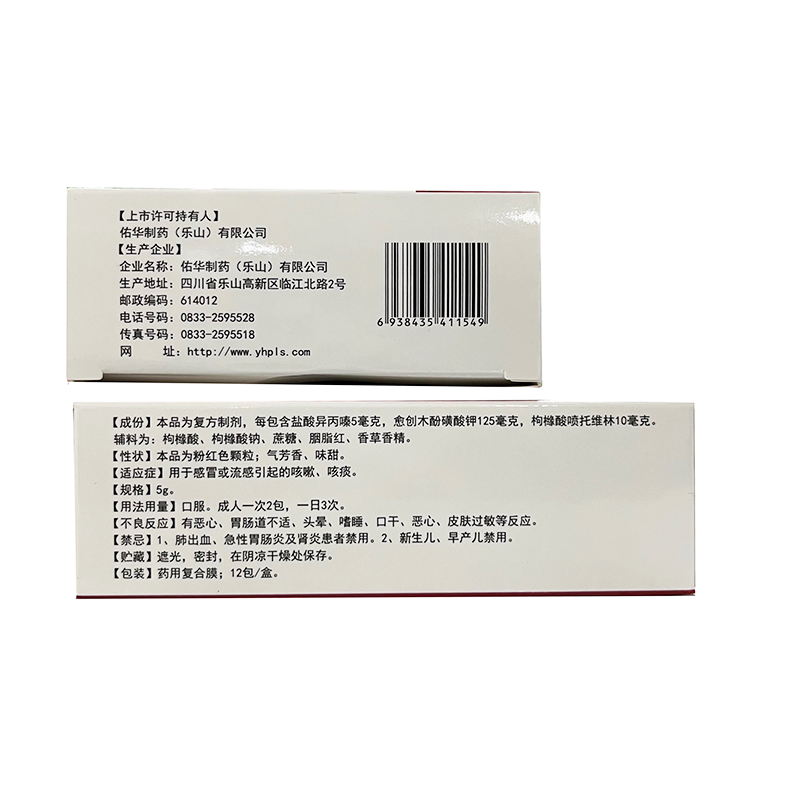 【上市许可持有人】
佑华制药（乐山）有限公司
【生产企业】
企业名称：佑华制药（乐山）有限公司
生产地址：四川省乐山高新区临江北路2号
邮政编码：614012
电话号码：0833-2595528
传真号码：0833-2595518
网　　址：http://www.yhpls.com
6 938435 411549
【成份】本品为复方制剂，每包含盐酸异丙嗪5毫克，愈创木酚磺酸钾125毫克，枸橼酸喷托维林10毫克。
辅料为：枸橼酸、枸橼酸钠、蔗糖、胭脂红、香草香精。
【性状】本品为粉红色颗粒；气芳香、味甜。
【适应症】用于感冒或流感引起的咳嗽、咳痰。
【规格】5g。
【用法用量】口服。成人一次2包，一日3次。
【不良反应】有恶心、胃肠道不适、头晕、嗜睡、口干、恶心、皮肤过敏等反应。
【禁忌】1、肺出血、急性胃肠炎及肾炎患者禁用。2、新生儿、早产儿禁用。
【贮藏】遮光，密封，在阴凉干燥处保存。
【包装】药用复合膜；12包/盒。